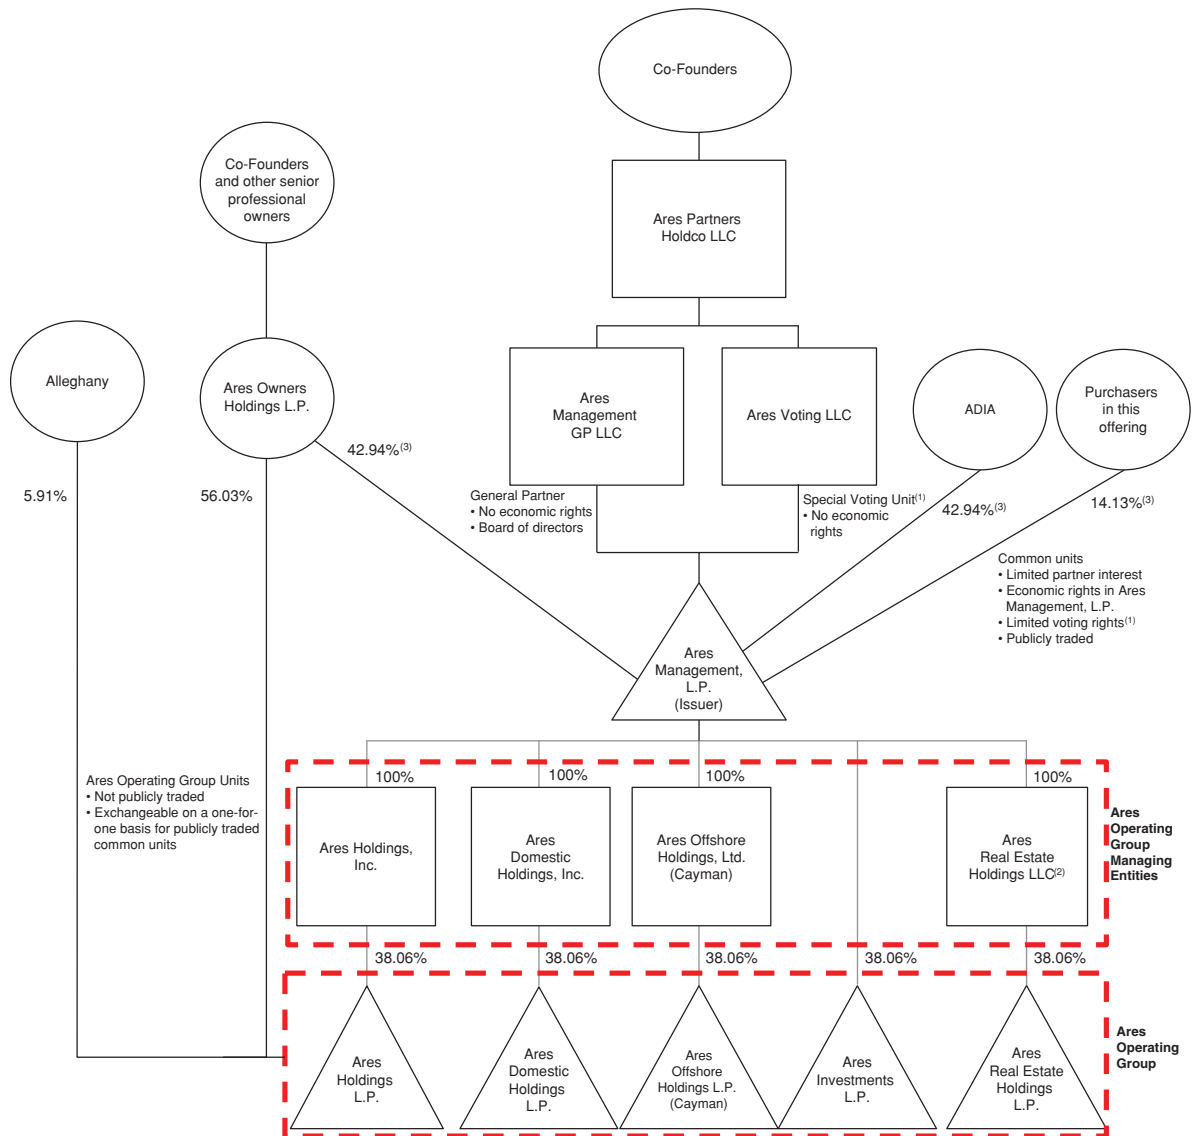 Co-Founders
Co-Founders
and other senior
professional
owners
Ares Partners
Holdco LLC
Alleghany
Ares Owners
Holdings L.P.
Ares
Management
GP LLC
Ares Voting LLC
ADIA
Purchasers
in this
offering
42.94%(3)
5.91%
56.03%
General Partner
• No economic rights
• Board of directors
Special Voting Unit(1)
• No economic
rights
42.94%(3)
14.13%(3)
Common units
• Limited partner interest
• Economic rights in Ares
Management, L.P.
• Limited voting rights(1)
• Publicly traded
Ares
Management,
L.P.
(Issuer)
Ares Operating Group Units
• Not publicly traded
• Exchangeable on a one-for-
one basis for publicly traded
common units
100%
100%
100%
100%
Ares Holdings,
Inc.
Ares
Domestic
Holdings, Inc.
Ares Offshore
Holdings, Ltd.
(Cayman)
Ares
Real Estate
Holdings LLC(2)
Ares
Operating
Group
Managing
Entities
38.06%
38.06%
38.06%
38.06%
38.06%
Ares
Holdings
L.P.
Ares
Domestic
Holdings
L.P.
Ares
Offshore
Holdings L.P.
(Cayman)
Ares
Investments
L.P.
Ares
Real Estate
Holdings
L.P.
Ares
Operating
Group